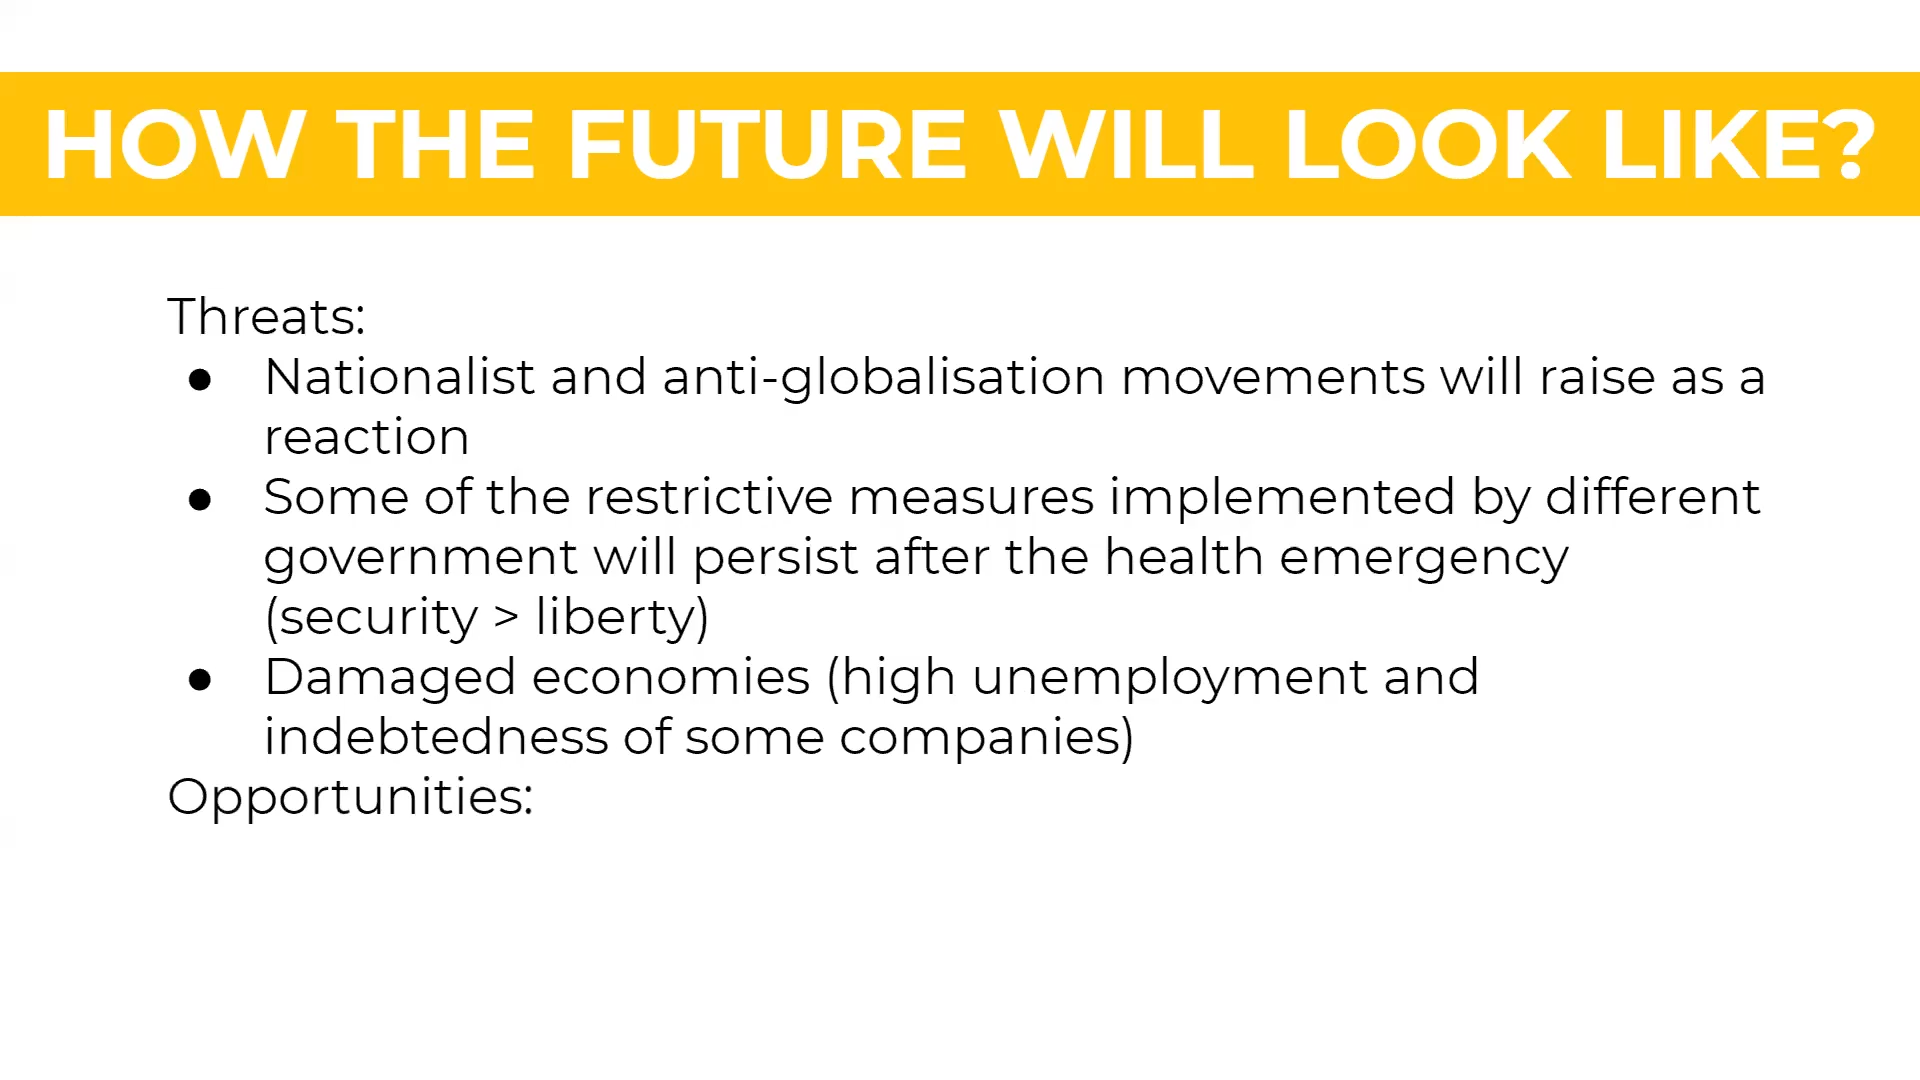 HOW THE FUTURE WILL LOOK LIKE?
Threats:
● Nationalist and anti-globalisation movements will raise as a
reaction
● Some of the restrictive measures implemented by different
government will persist after the health emergency
(security > liberty)
● Damaged economies (high unemployment and
indebtedness of some companies)
Opportunities: